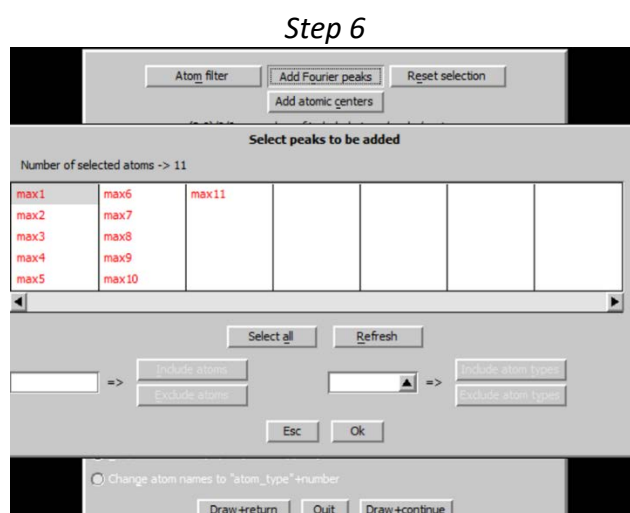 Step 6
Atom filter Add Fourier peaks Reset selection
Add atomic centers
Select peaks to be added
Number of selected atoms -> 11
max1 max6 max11
max2 max7
max3 max8
max4 max9
max5 max10
Select all Refresh
=> Include atoms => Include atom types
Exclude atoms Exclude atom types
Esc Ok
Change atom names to "atom_type"+number
Draw+return Quit Draw+continue